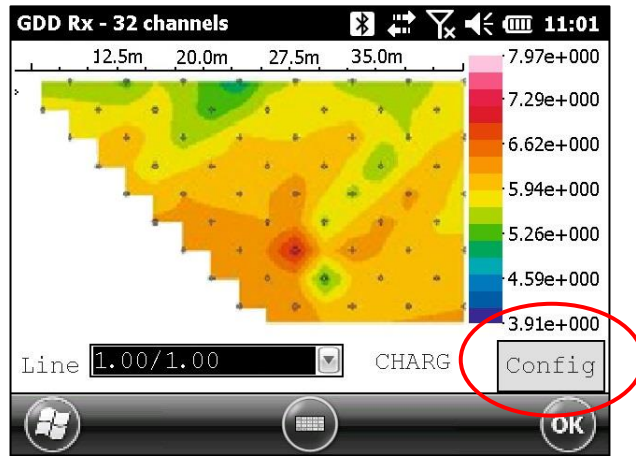 GDD Rx - 32 channels 11:01
12.5m 20.0m 27.5m 35.0m
7.97e+000
7.29e+000
6.62e+000
5.94e+000
5.26e+000
4.59e+000
3.91e+000
Line 1.00/1.00 CHARG Config
OK